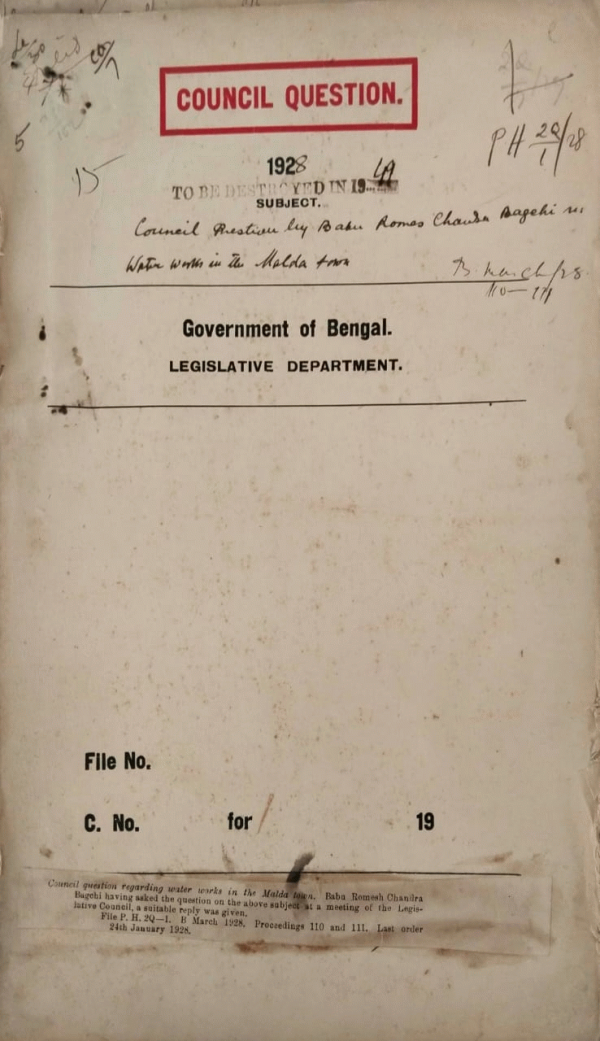 5
15
COUNCIL QUESTION.
PH 2Q/1/28
1928
TO BE DESTROYED IN 19
SUBJECT.
Council Question by Babu Romes Chandra Bagchi re:
Water works in the Malda town
B. March/28
110–111
Government of Bengal.
LEGISLATIVE DEPARTMENT.
File No.
C. No. for 19
Council question regarding water works in the Malda town. Babu Romesh Chandra
Bagchi having asked the question on the above subject at a meeting of the Legis-
lative Council, a suitable reply was given.
File P. H. 2Q—1. B March 1928. Proceedings 110 and 111. Last order
24th January 1928.